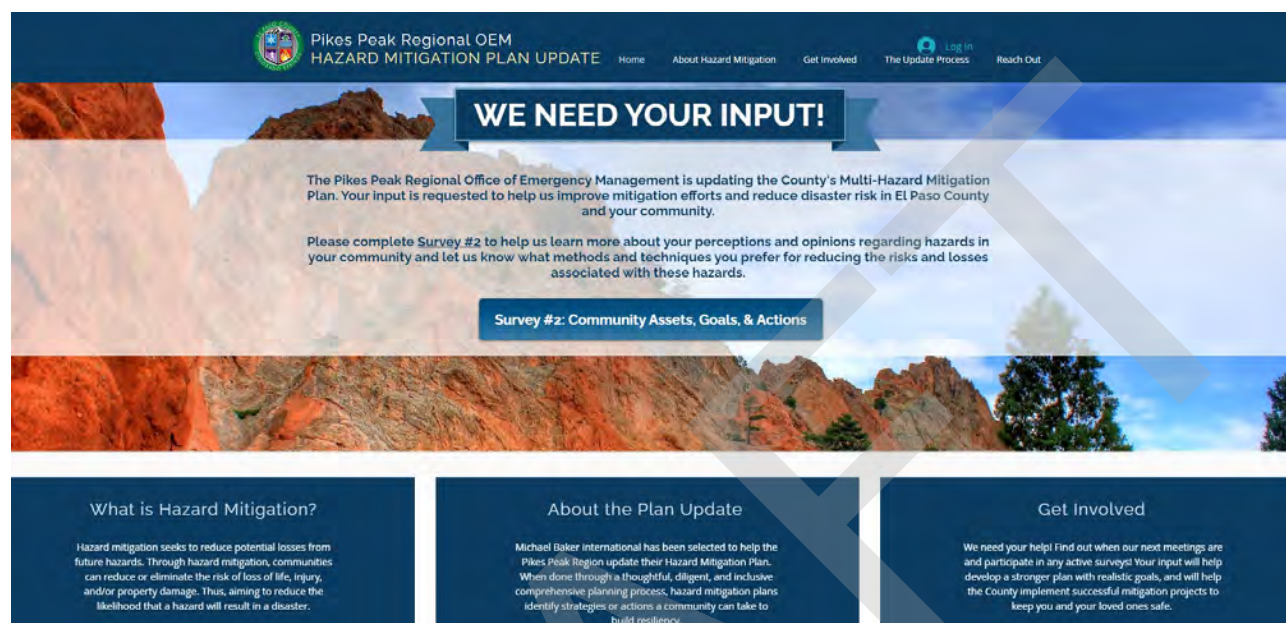 Pikes Peak Regional OEM
HAZARD MITIGATION PLAN UPDATE
Home
About Hazard Mitigation
Get Involved
The Update Process
Reach Out
Log In
WE NEED YOUR INPUT!
The Pikes Peak Regional Office of Emergency Management is updating the County's Multi-Hazard Mitigation
Plan. Your input is requested to help us improve mitigation efforts and reduce disaster risk in El Paso County
and your community.
Please complete Survey #2 to help us learn more about your perceptions and opinions regarding hazards in
your community and let us know what methods and techniques you prefer for reducing the risks and losses
associated with these hazards.
Survey #2: Community Assets, Goals, & Actions
What is Hazard Mitigation?
Hazard mitigation seeks to reduce potential losses from
future hazards. Through hazard mitigation, communities
can reduce or eliminate the risk of loss of life, injury,
and/or property damage. Thus, aiming to reduce the
likelihood that a hazard will result in a disaster.
About the Plan Update
Michael Baker International has been selected to help the
Pikes Peak Region update their Hazard Mitigation Plan.
When done through a thoughtful, diligent, and inclusive
comprehensive planning process, hazard mitigation plans
identify strategies or actions a community can take to
build resiliency.
Get Involved
We need your help! Find out when our next meetings are
and participate in any active surveys! Your input will help
develop a stronger plan with realistic goals, and will help
the County implement successful mitigation projects to
keep you and your loved ones safe.